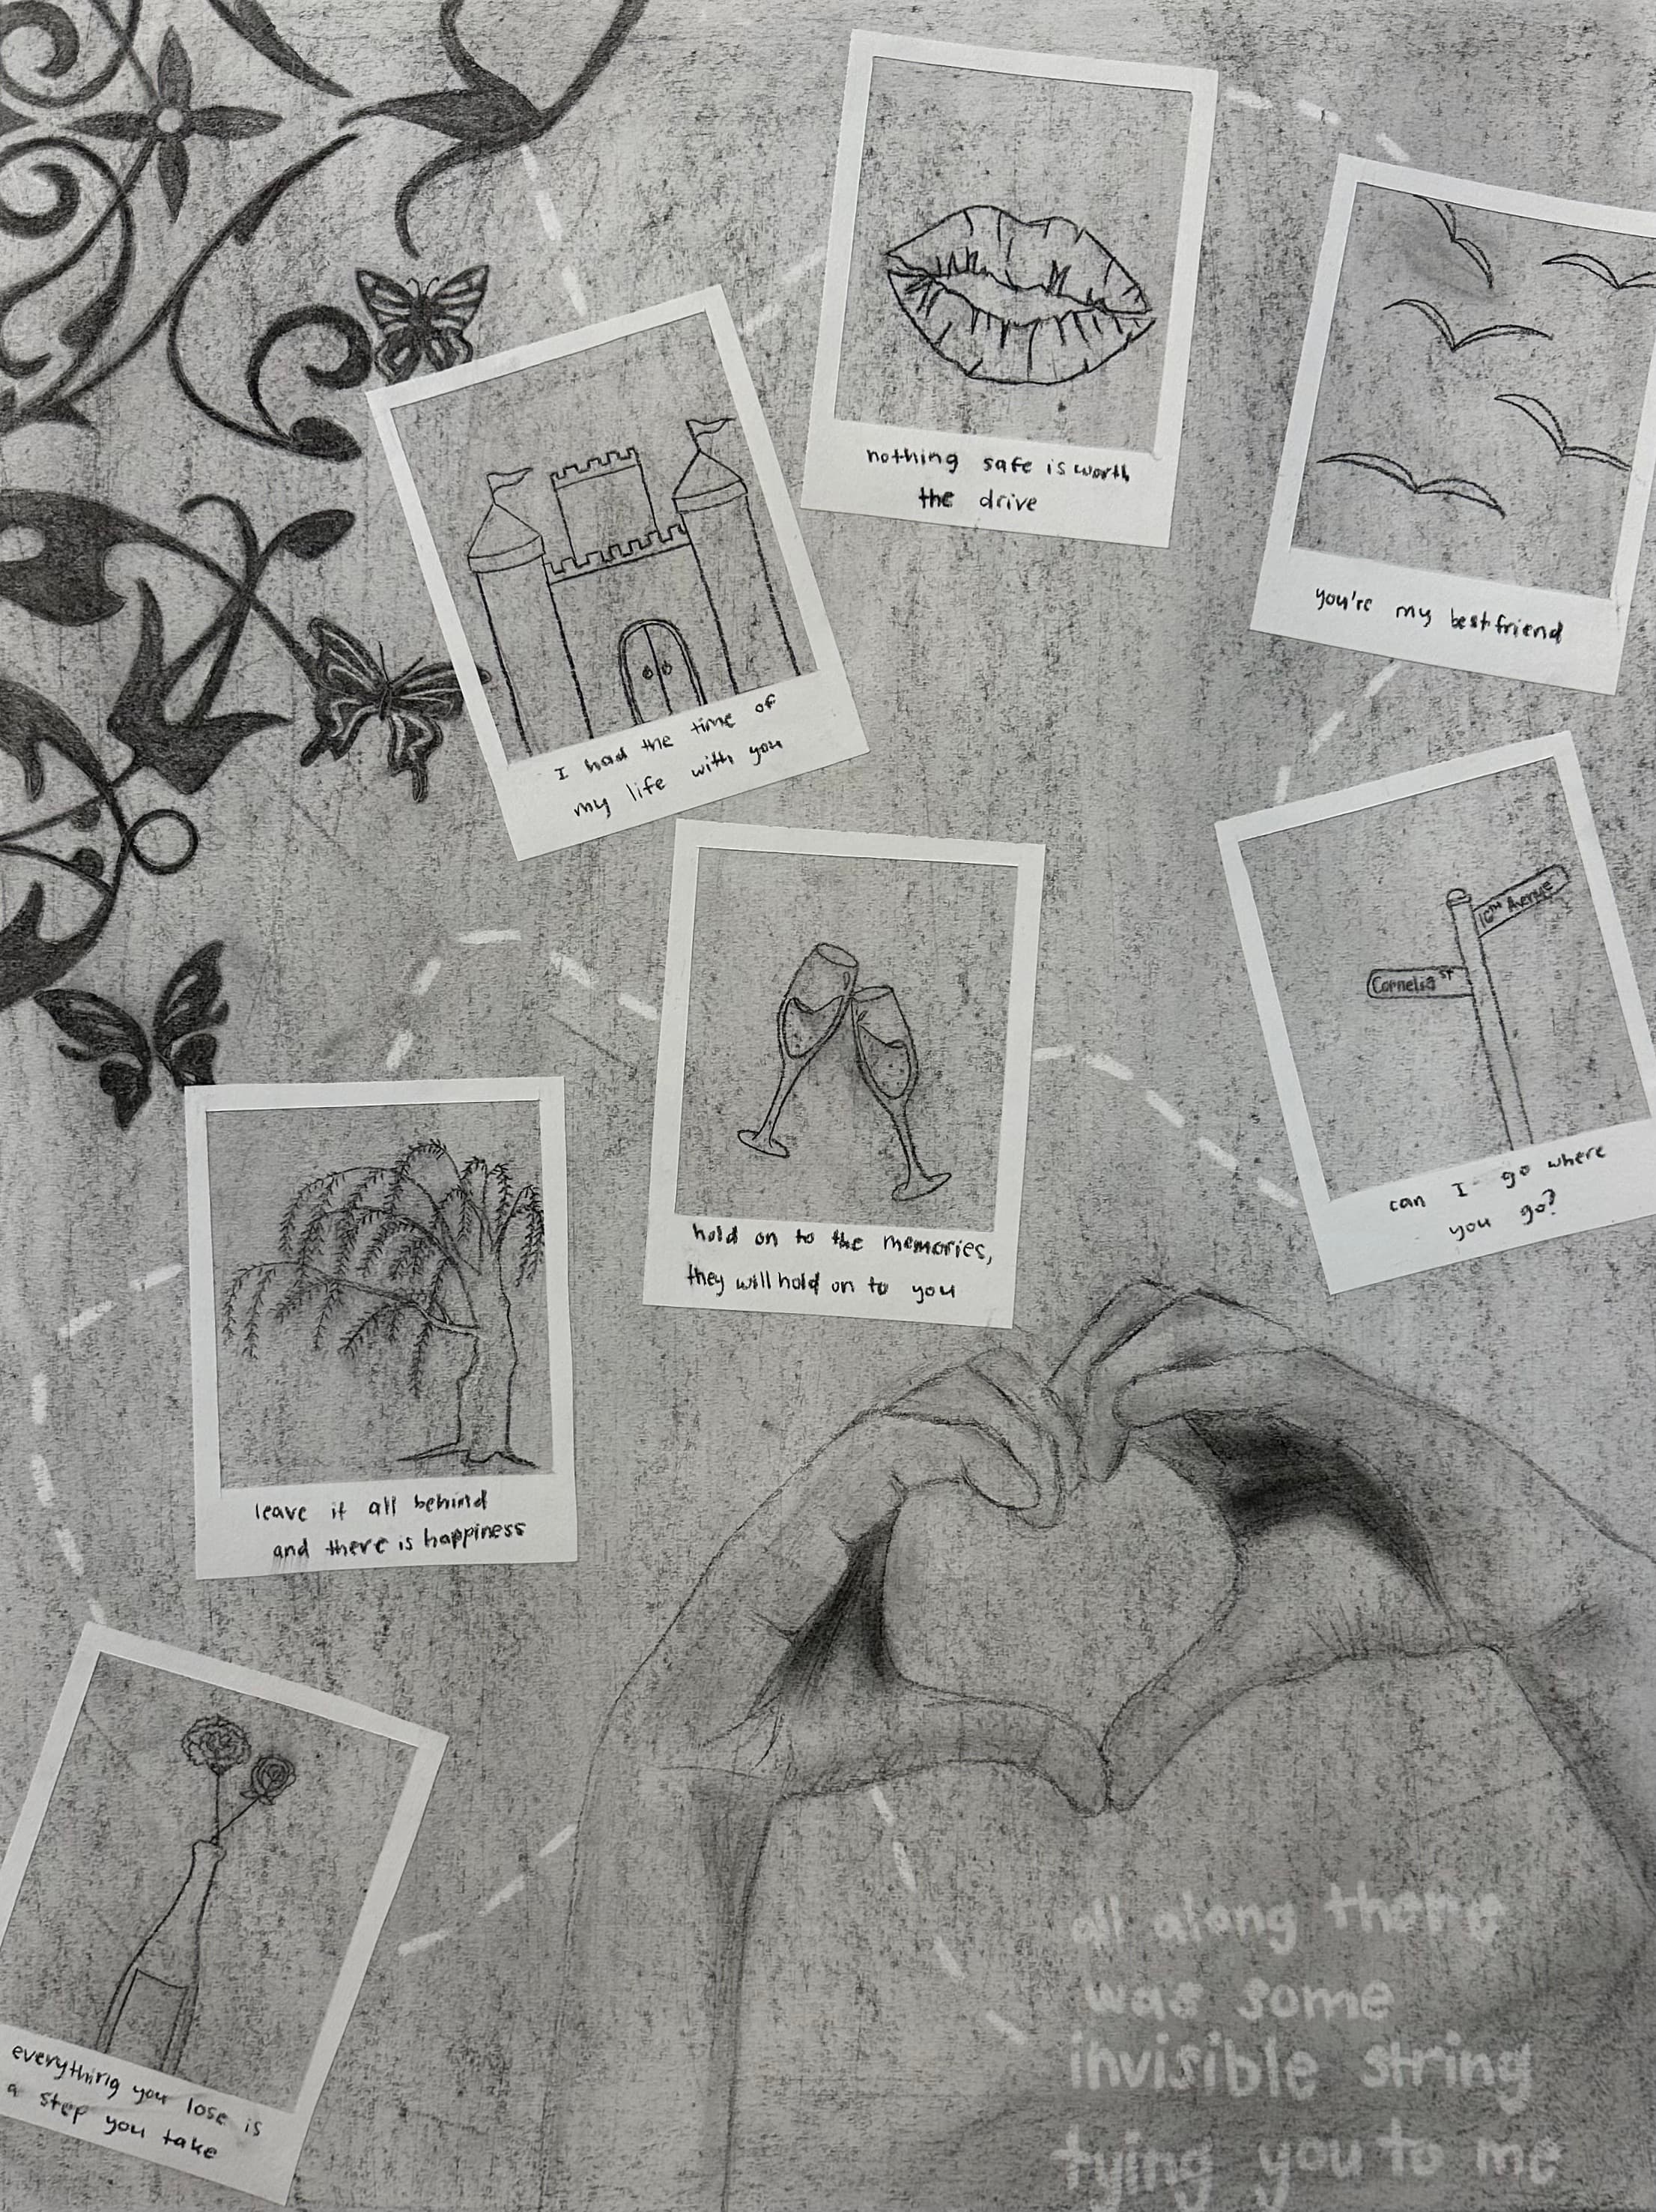 nothing safe is worth
the drive
you're my best friend
I had the time of
my life with you
10TH Avenue
Cornelia ST
can I go where
you go?
hold on to the memories,
they will hold on to you
leave it all behind
and there is happiness
everything you lose is
a step you take
all along there
was some
invisible string
tying you to me